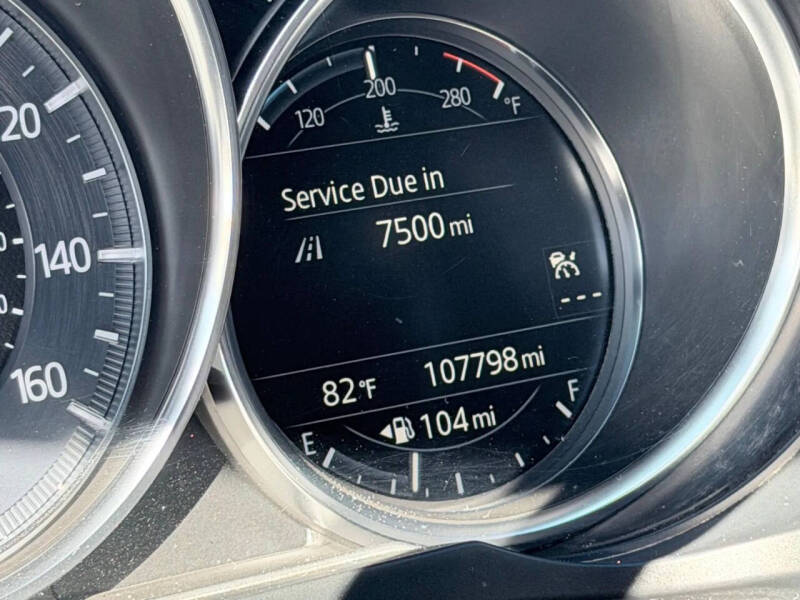 120 200 280 °F
Service Due in
7500 mi
82°F 107798 mi
E 104 mi F
20
140
160